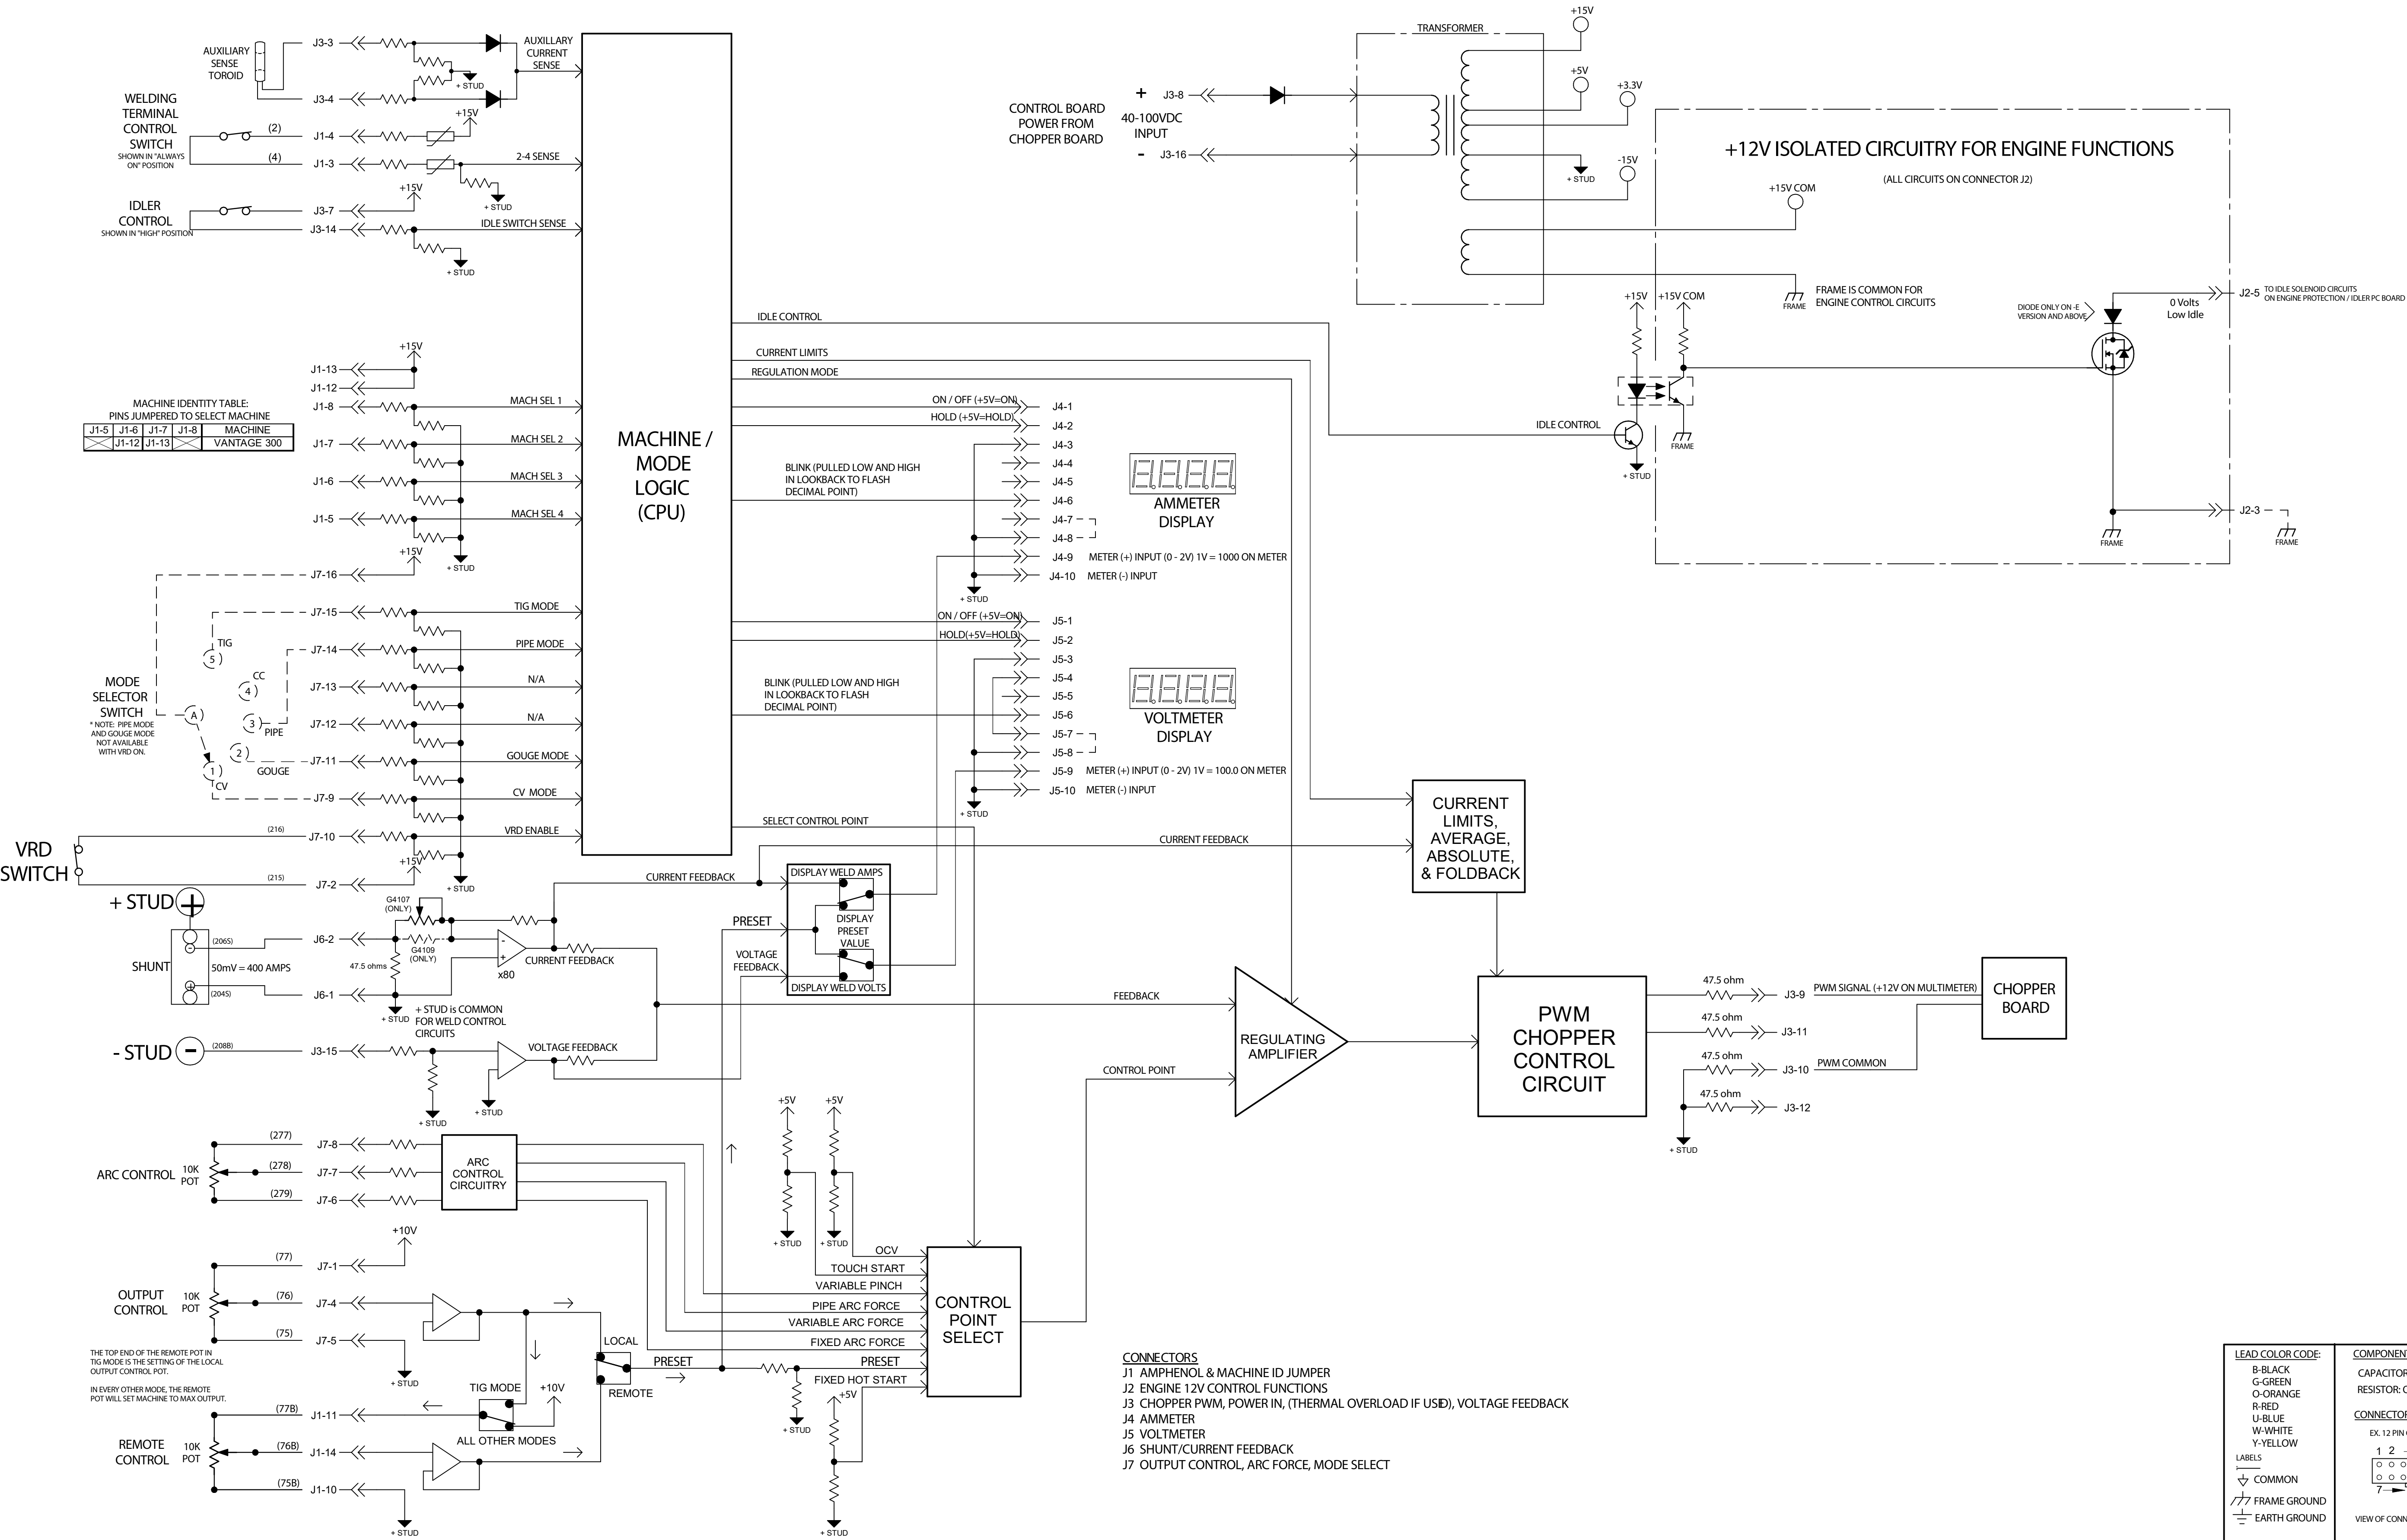 AUXILIARY
SENSE
TOROID
J3-3
J3-4
+ STUD
AUXILLARY
CURRENT
SENSE
WELDING
TERMINAL
CONTROL
SWITCH
SHOWN IN "ALWAYS
ON" POSITION
(2)
J1-4
+15V
(4)
J1-3
2-4 SENSE
+ STUD
IDLER
CONTROL
SHOWN IN "HIGH" POSITION
+15V
J3-7
J3-14
IDLE SWITCH SENSE
+ STUD
+15V
J1-13
J1-12
MACHINE IDENTITY TABLE:
PINS JUMPERED TO SELECT MACHINE
J1-5 J1-6 J1-7 J1-8 MACHINE
J1-12 J1-13 VANTAGE 300
J1-8
MACH SEL 1
J1-7
MACH SEL 2
J1-6
MACH SEL 3
J1-5
MACH SEL 4
+ STUD
+15V
J7-16
J7-15
TIG MODE
J7-14
PIPE MODE
J7-13
N/A
J7-12
N/A
J7-11
GOUGE MODE
J7-9
CV MODE
MODE
SELECTOR
SWITCH
* NOTE: PIPE MODE
AND GOUGE MODE
NOT AVAILABLE
WITH VRD ON.
A
TIG
5
CC
4
3
PIPE
2
GOUGE
1
CV
VRD
SWITCH
(216)
J7-10
VRD ENABLE
+15V
(215)
J7-2
+ STUD
MACHINE /
MODE
LOGIC
(CPU)
+ STUD
SHUNT
50mV = 400 AMPS
(206S)
(204S)
J6-2
J6-1
G4107
(ONLY)
G4109
(ONLY)
47.5 ohms
-
+
x80
CURRENT FEEDBACK
+ STUD
+ STUD is COMMON
FOR WELD CONTROL
CIRCUITS
- STUD
(208B)
J3-15
VOLTAGE FEEDBACK
+ STUD
+ STUD
ARC CONTROL
10K
POT
(277)
J7-8
(278)
J7-7
(279)
J7-6
ARC
CONTROL
CIRCUITRY
OUTPUT
CONTROL
10K
POT
+10V
(77)
J7-1
(76)
J7-4
(75)
J7-5
+ STUD
THE TOP END OF THE REMOTE POT IN
TIG MODE IS THE SETTING OF THE LOCAL
OUTPUT CONTROL POT.
IN EVERY OTHER MODE, THE REMOTE
POT WILL SET MACHINE TO MAX OUTPUT.
REMOTE
CONTROL
10K
POT
(77B)
J1-11
(76B)
J1-14
(75B)
J1-10
+ STUD
TIG MODE
+10V
ALL OTHER MODES
LOCAL
REMOTE
PRESET
IDLE CONTROL
CURRENT LIMITS
REGULATION MODE
ON / OFF (+5V=ON)
J4-1
HOLD (+5V=HOLD)
J4-2
J4-3
J4-4
J4-5
BLINK (PULLED LOW AND HIGH
IN LOOKBACK TO FLASH
DECIMAL POINT)
J4-6
J4-7
J4-8
J4-9
METER (+) INPUT (0 - 2V) 1V = 1000 ON METER
J4-10
METER (-) INPUT
+ STUD
AMMETER
DISPLAY
ON / OFF (+5V=ON)
J5-1
HOLD(+5V=HOLD)
J5-2
J5-3
J5-4
J5-5
BLINK (PULLED LOW AND HIGH
IN LOOKBACK TO FLASH
DECIMAL POINT)
J5-6
J5-7
J5-8
J5-9
METER (+) INPUT (0 - 2V) 1V = 100.0 ON METER
J5-10
METER (-) INPUT
+ STUD
VOLTMETER
DISPLAY
SELECT CONTROL POINT
CURRENT FEEDBACK
CURRENT FEEDBACK
DISPLAY WELD AMPS
DISPLAY
PRESET
VALUE
DISPLAY WELD VOLTS
PRESET
VOLTAGE
FEEDBACK
FEEDBACK
CONTROL POINT
+5V
+5V
+ STUD
+ STUD
OCV
TOUCH START
VARIABLE PINCH
PIPE ARC FORCE
VARIABLE ARC FORCE
FIXED ARC FORCE
PRESET
FIXED HOT START
+5V
+ STUD
+ STUD
CONTROL
POINT
SELECT
REGULATING
AMPLIFIER
CURRENT
LIMITS,
AVERAGE,
ABSOLUTE,
& FOLDBACK
PWM
CHOPPER
CONTROL
CIRCUIT
47.5 ohm
J3-9
PWM SIGNAL (+12V ON MULTIMETER)
47.5 ohm
J3-11
47.5 ohm
J3-10
PWM COMMON
47.5 ohm
J3-12
+ STUD
CHOPPER
BOARD
CONTROL BOARD
POWER FROM
CHOPPER BOARD
+
40-100VDC
INPUT
-
J3-8
J3-16
TRANSFORMER
+15V
+5V
+3.3V
+ STUD
-15V
+12V ISOLATED CIRCUITRY FOR ENGINE FUNCTIONS
(ALL CIRCUITS ON CONNECTOR J2)
+15V COM
FRAME
FRAME IS COMMON FOR
ENGINE CONTROL CIRCUITS
+15V
+15V COM
IDLE CONTROL
FRAME
+ STUD
DIODE ONLY ON -E
VERSION AND ABOVE
0 Volts
Low Idle
J2-5
TO IDLE SOLENOID CIRCUITS
ON ENGINE PROTECTION / IDLER PC BOARD
J2-3
FRAME
FRAME
CONNECTORS
J1 AMPHENOL & MACHINE ID JUMPER
J2 ENGINE 12V CONTROL FUNCTIONS
J3 CHOPPER PWM, POWER IN, (THERMAL OVERLOAD IF USED), VOLTAGE FEEDBACK
J4 AMMETER
J5 VOLTMETER
J6 SHUNT/CURRENT FEEDBACK
J7 OUTPUT CONTROL, ARC FORCE, MODE SELECT
LEAD COLOR CODE:
B-BLACK
G-GREEN
O-ORANGE
R-RED
U-BLUE
W-WHITE
Y-YELLOW
LABELS
COMMON
FRAME GROUND
EARTH GROUND
COMPONENT
CAPACITOR
RESISTOR:
CONNECTOR
EX. 12 PIN
1 2
7
VIEW OF